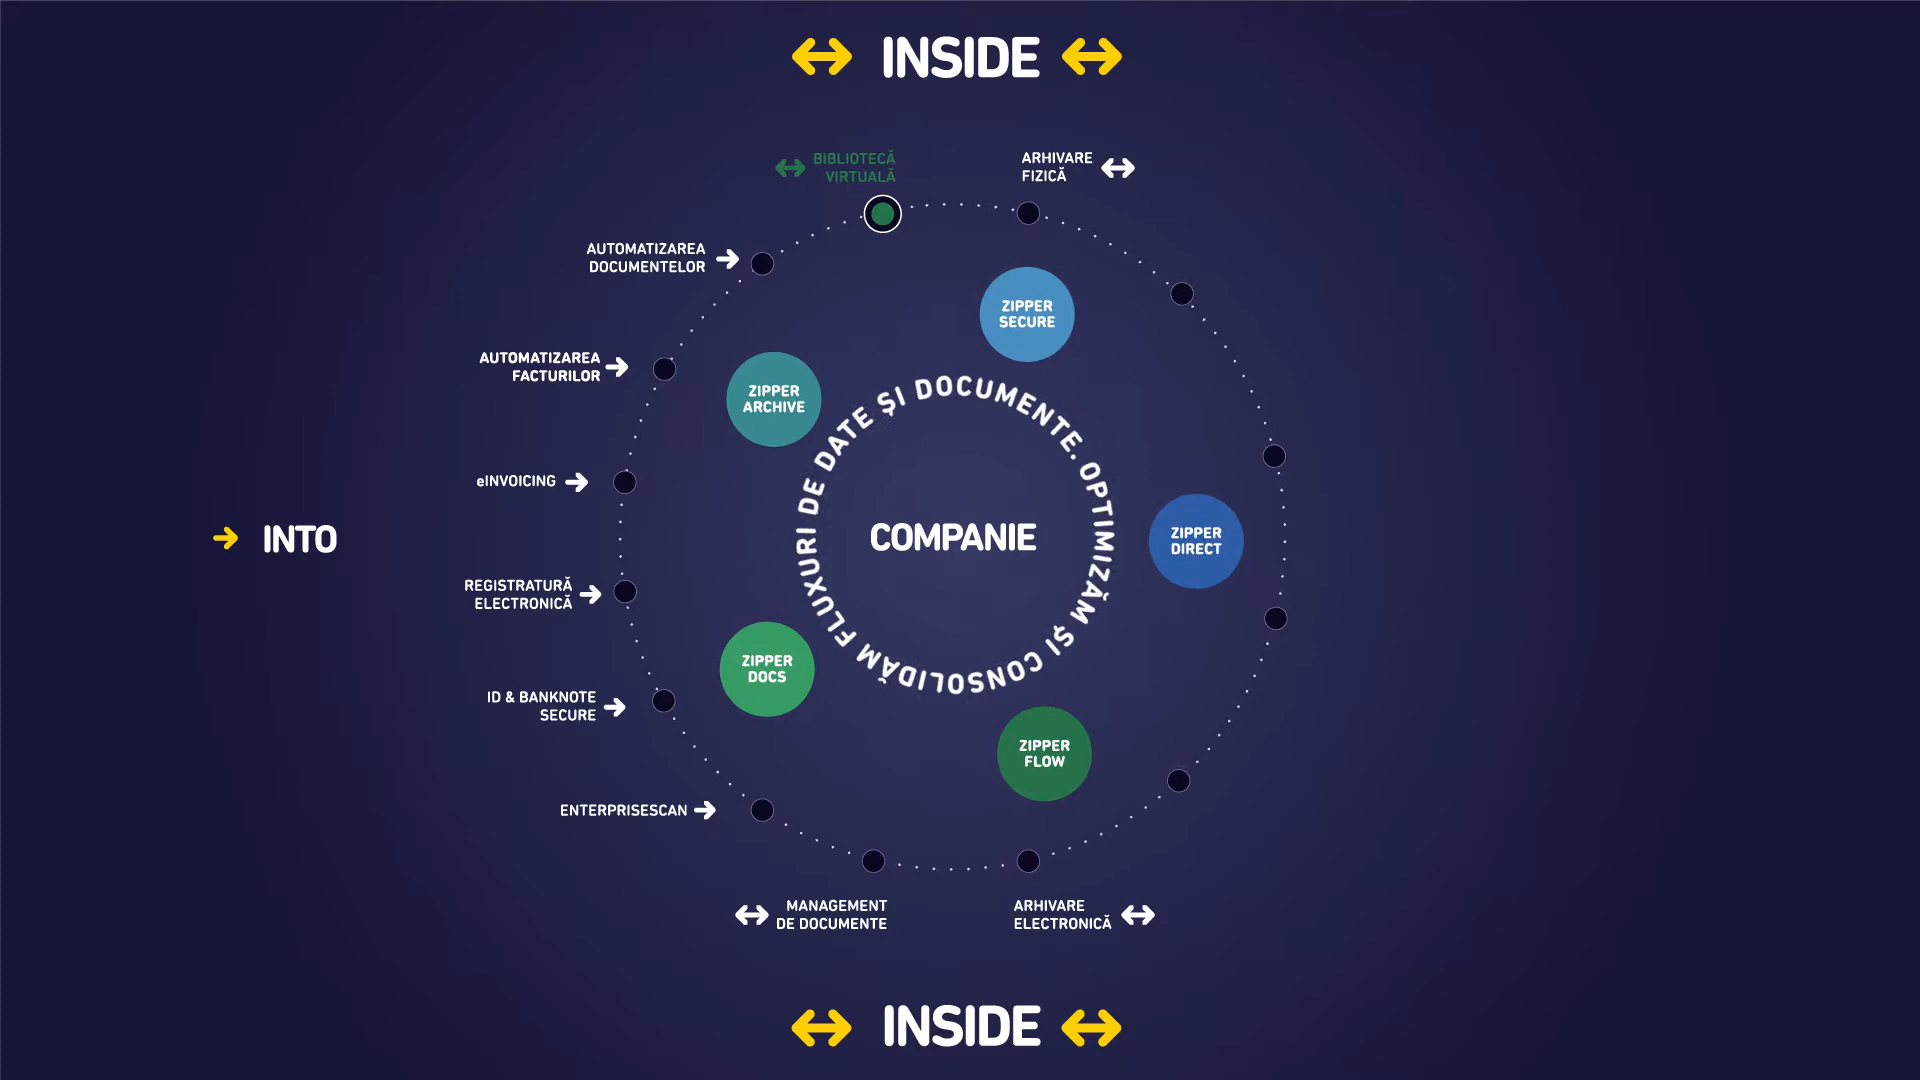 INSIDE
BIBLIOTECĂ
VIRTUALĂ
ARHIVARE
FIZICĂ
AUTOMATIZAREA
DOCUMENTELOR
ZIPPER
SECURE
AUTOMATIZAREA
FACTURILOR
ZIPPER
ARCHIVE
OPTIMIZĂM ȘI CONSOLIDĂM FLUXURI DE DATE ȘI DOCUMENTE.
eINVOICING
INTO
COMPANIE
ZIPPER
DIRECT
REGISTRATURĂ
ELECTRONICĂ
ZIPPER
DOCS
ID & BANKNOTE
SECURE
ZIPPER
FLOW
ENTERPRISESCAN
MANAGEMENT
DE DOCUMENTE
ARHIVARE
ELECTRONICĂ
INSIDE